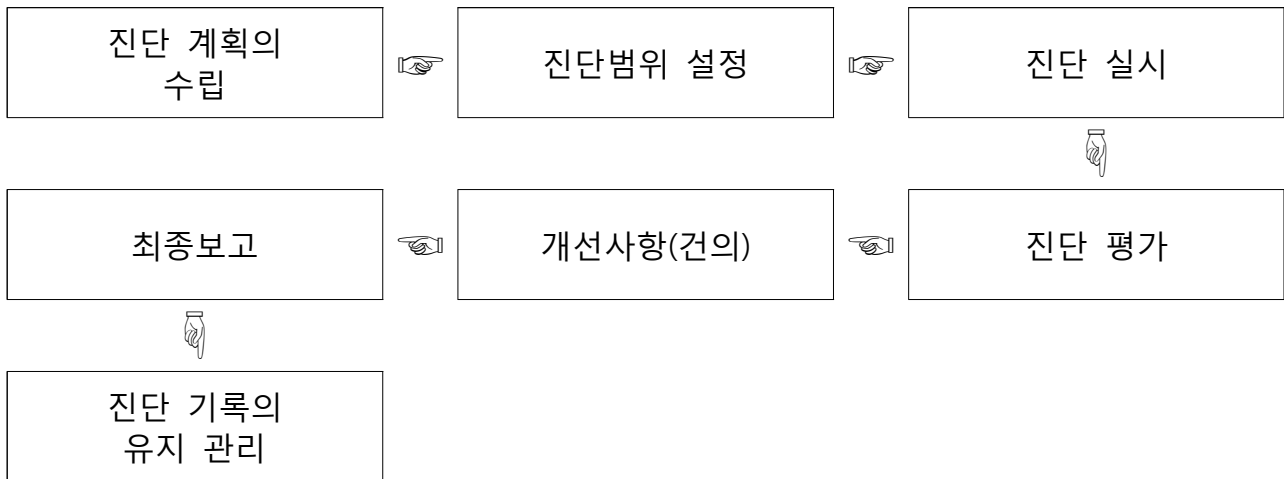 진단 계획의
수립
진단범위 설정
진단 실시
진단 평가
개선사항(건의)
최종보고
진단 기록의
유지 관리